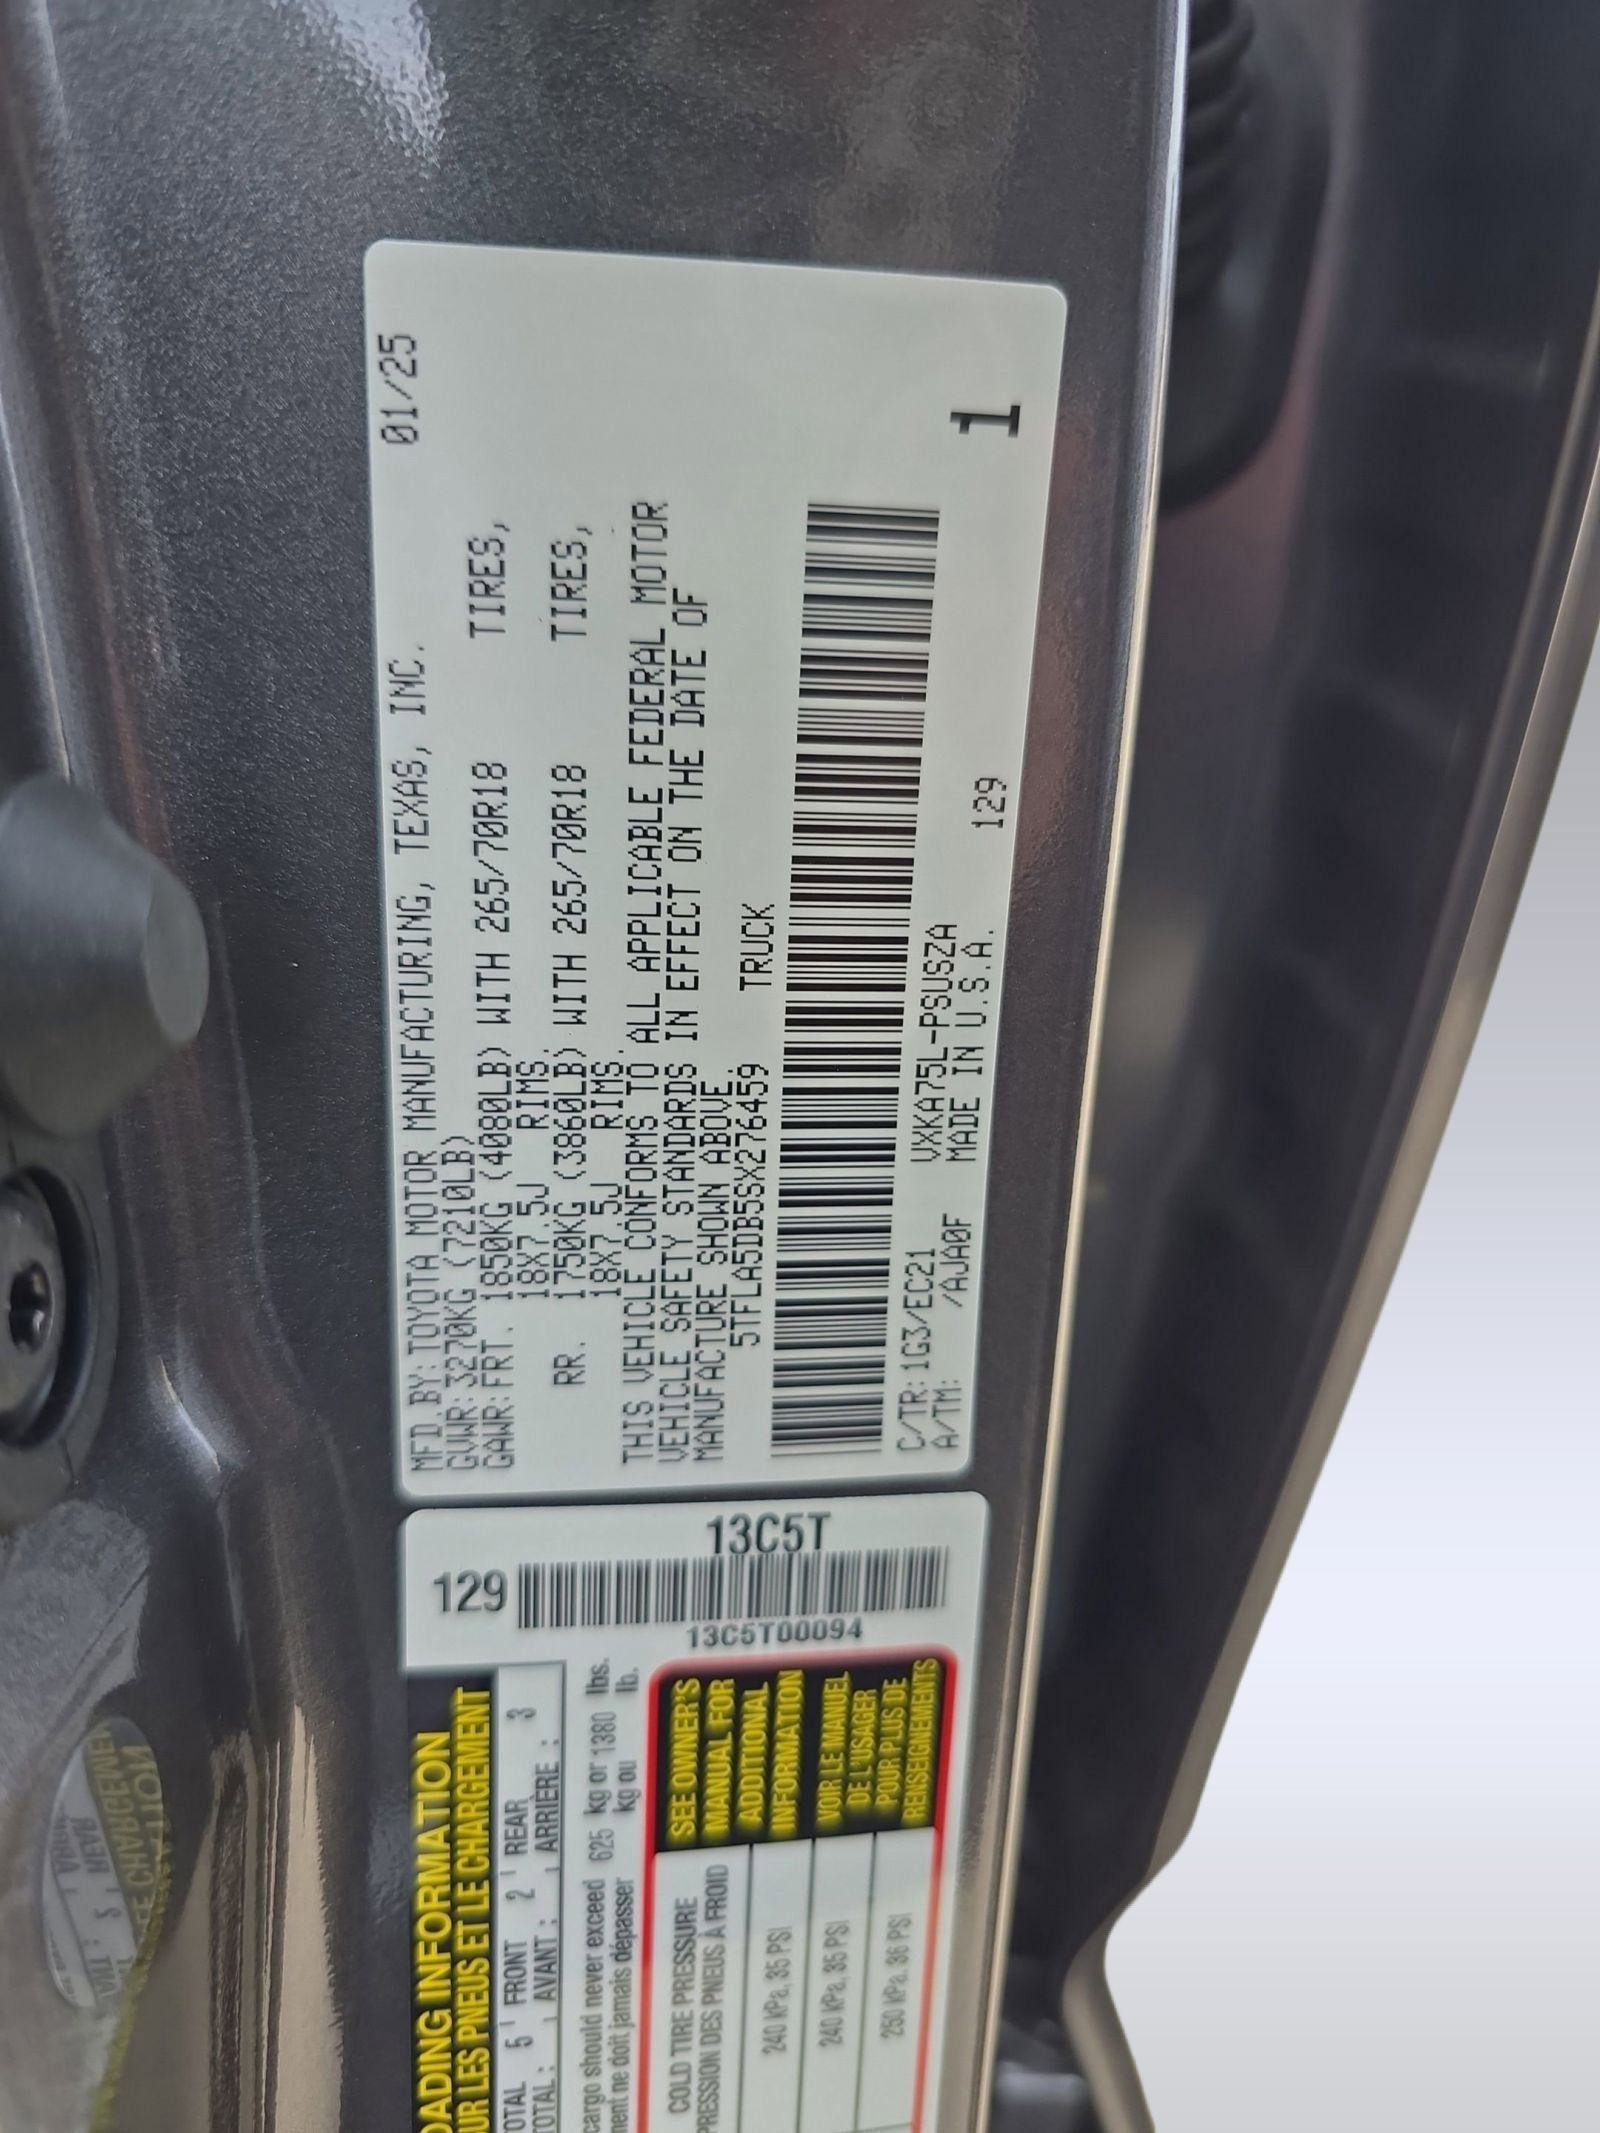 MFD.BY:TOYOTA MOTOR MANUFACTURING, TEXAS, INC. 01/25
GVWR:3270KG (7210LB)
GAWR:FRT. 1850KG (4080LB) WITH 265/70R18 TIRES,
18X7.5J RIMS,
RR. 1750KG (3860LB) WITH 265/70R18 TIRES,
18X7.5J RIMS.
THIS VEHICLE CONFORMS TO ALL APPLICABLE FEDERAL MOTOR
VEHICLE SAFETY STANDARDS IN EFFECT ON THE DATE OF
MANUFACTURE SHOWN ABOVE.
5TFLA5DB5SX276459 TRUCK
C/TR: 1G3/EC21 VXKA75L-PSUSZA
A/TM: /AJA0F MADE IN U.S.A. 129
1
129
13C5T
13C5T00094
OADING INFORMATION
UR LES PNEUS ET LE CHARGEMENT
OTAL 5 FRONT 2 REAR 3
TOTAL : AVANT : 2 ARRIÈRE : 3
cargo should never exceed 625 kg or 1380 lbs.
ment ne doit jamais dépasser kg ou lb.
COLD TIRE PRESSURE
PRESSION DES PNEUS À FROID
240 kPa, 35 PSI
240 kPa, 35 PSI
250 kPa, 36 PSI
SEE OWNER'S
MANUAL FOR
ADDITIONAL
INFORMATION
VOIR LE MANUEL
DE L'USAGER
POUR PLUS DE
RENSEIGNEMENTS